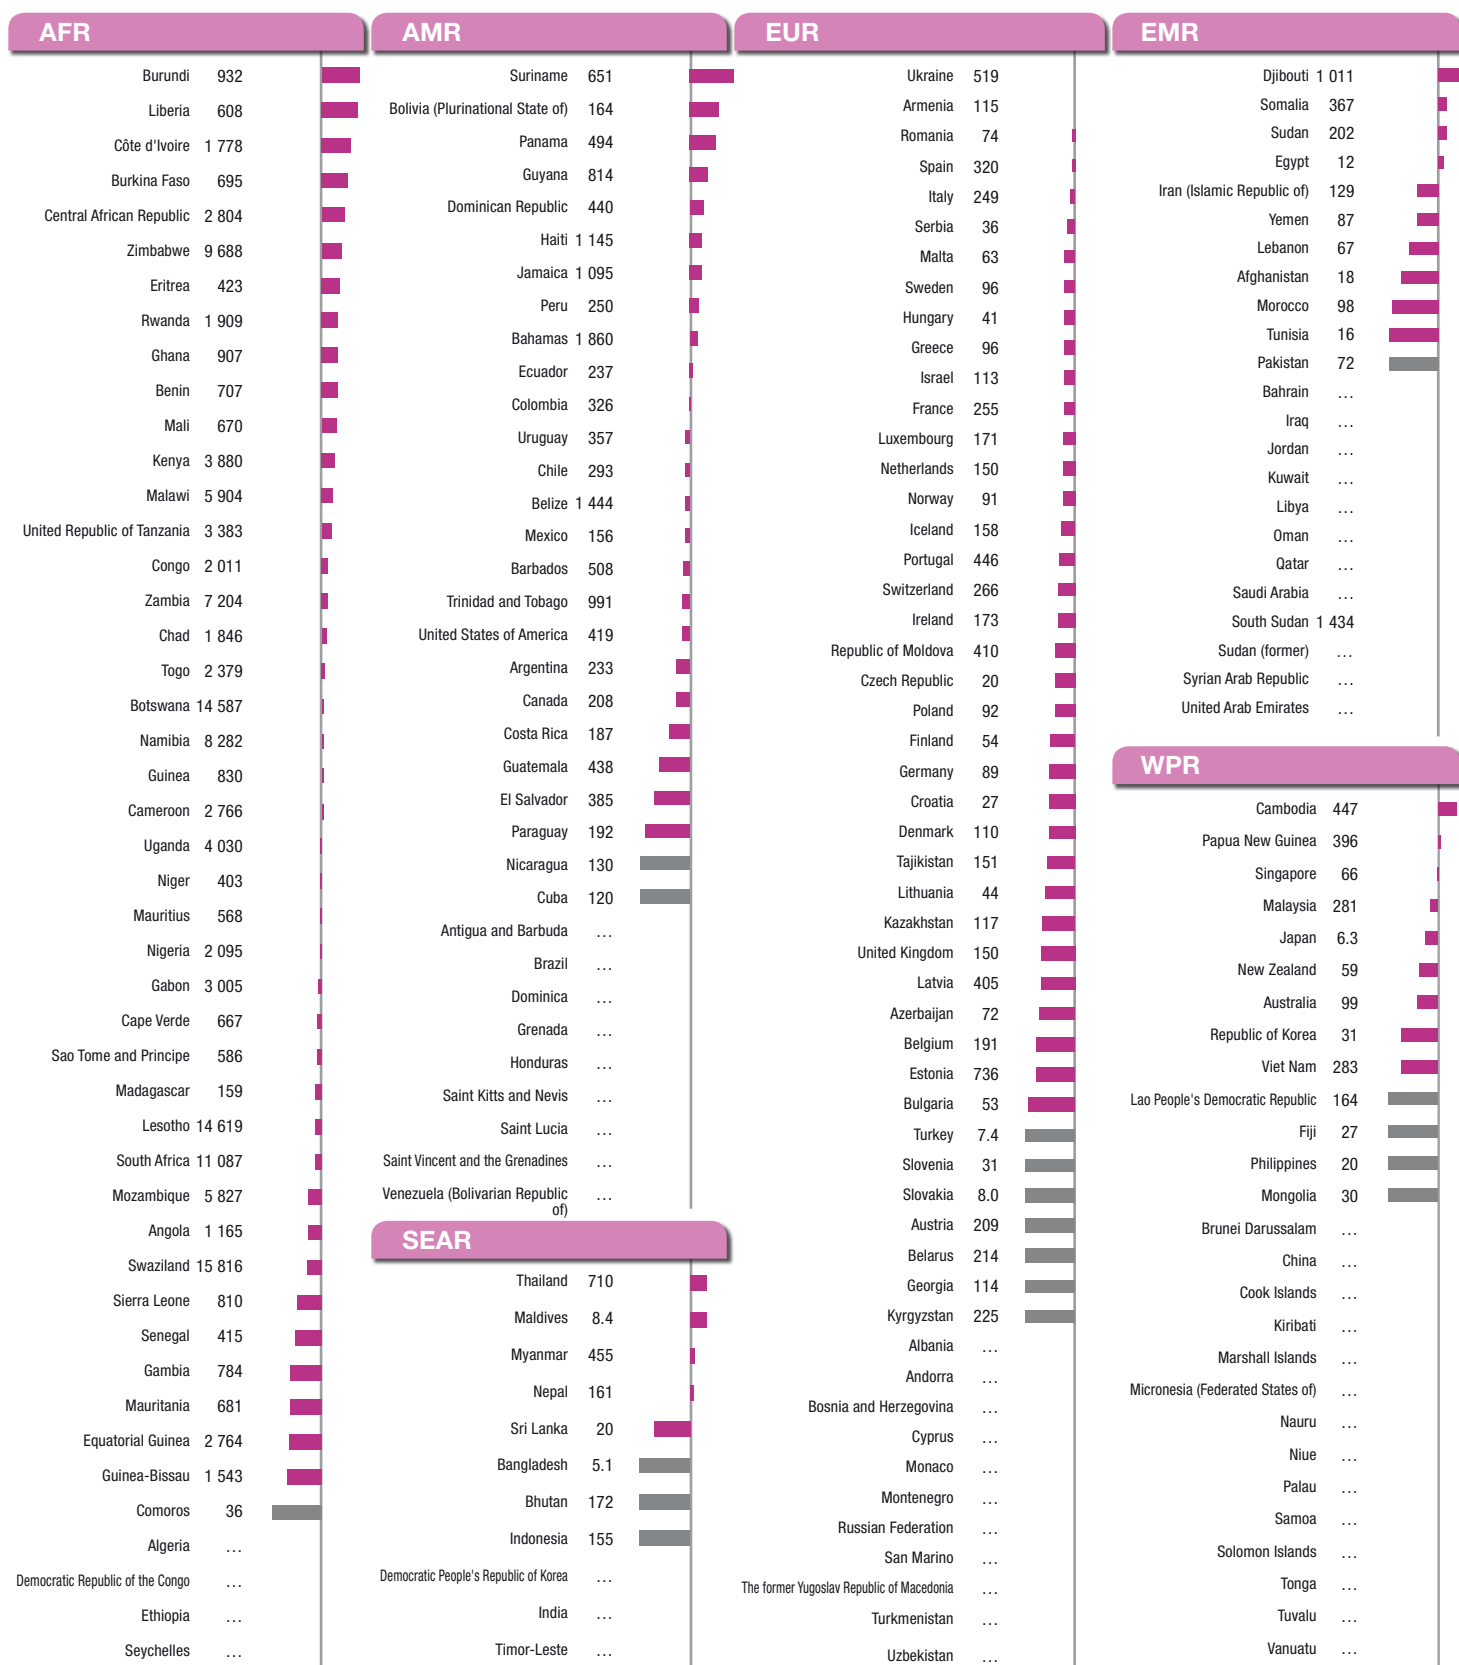 AFR
Burundi 932
Liberia 608
Côte d'Ivoire 1 778
Burkina Faso 695
Central African Republic 2 804
Zimbabwe 9 688
Eritrea 423
Rwanda 1 909
Ghana 907
Benin 707
Mali 670
Kenya 3 880
Malawi 5 904
United Republic of Tanzania 3 383
Congo 2 011
Zambia 7 204
Chad 1 846
Togo 2 379
Botswana 14 587
Namibia 8 282
Guinea 830
Cameroon 2 766
Uganda 4 030
Niger 403
Mauritius 568
Nigeria 2 095
Gabon 3 005
Cape Verde 667
Sao Tome and Principe 586
Madagascar 159
Lesotho 14 619
South Africa 11 087
Mozambique 5 827
Angola 1 165
Swaziland 15 816
Sierra Leone 810
Senegal 415
Gambia 784
Mauritania 681
Equatorial Guinea 2 764
Guinea-Bissau 1 543
Comoros 36
Algeria ...
Democratic Republic of the Congo ...
Ethiopia ...
Seychelles ...
AMR
Suriname 651
Bolivia (Plurinational State of) 164
Panama 494
Guyana 814
Dominican Republic 440
Haiti 1 145
Jamaica 1 095
Peru 250
Bahamas 1 860
Ecuador 237
Colombia 326
Uruguay 357
Chile 293
Belize 1 444
Mexico 156
Barbados 508
Trinidad and Tobago 991
United States of America 419
Argentina 233
Canada 208
Costa Rica 187
Guatemala 438
El Salvador 385
Paraguay 192
Nicaragua 130
Cuba 120
Antigua and Barbuda ...
Brazil ...
Dominica ...
Grenada ...
Honduras ...
Saint Kitts and Nevis ...
Saint Lucia ...
Saint Vincent and the Grenadines ...
Venezuela (Bolivarian Republic ...
of)
SEAR
Thailand 710
Maldives 8.4
Myanmar 455
Nepal 161
Sri Lanka 20
Bangladesh 5.1
Bhutan 172
Indonesia 155
Democratic People's Republic of Korea ...
India ...
Timor-Leste ...
EUR
Ukraine 519
Armenia 115
Romania 74
Spain 320
Italy 249
Serbia 36
Malta 63
Sweden 96
Hungary 41
Greece 96
Israel 113
France 255
Luxembourg 171
Netherlands 150
Norway 91
Iceland 158
Portugal 446
Switzerland 266
Ireland 173
Republic of Moldova 410
Czech Republic 20
Poland 92
Finland 54
Germany 89
Croatia 27
Denmark 110
Tajikistan 151
Lithuania 44
Kazakhstan 117
United Kingdom 150
Latvia 405
Azerbaijan 72
Belgium 191
Estonia 736
Bulgaria 53
Turkey 7.4
Slovenia 31
Slovakia 8.0
Austria 209
Belarus 214
Georgia 114
Kyrgyzstan 225
Albania ...
Andorra ...
Bosnia and Herzegovina ...
Cyprus ...
Monaco ...
Montenegro ...
Russian Federation ...
San Marino ...
The former Yugoslav Republic of Macedonia ...
Turkmenistan ...
Uzbekistan ...
EMR
Djibouti 1 011
Somalia 367
Sudan 202
Egypt 12
Iran (Islamic Republic of) 129
Yemen 87
Lebanon 67
Afghanistan 18
Morocco 98
Tunisia 16
Pakistan 72
Bahrain ...
Iraq ...
Jordan ...
Kuwait ...
Libya ...
Oman ...
Qatar ...
Saudi Arabia ...
South Sudan 1 434
Sudan (former) ...
Syrian Arab Republic ...
United Arab Emirates ...
WPR
Cambodia 447
Papua New Guinea 396
Singapore 66
Malaysia 281
Japan 6.3
New Zealand 59
Australia 99
Republic of Korea 31
Viet Nam 283
Lao People's Democratic Republic 164
Fiji 27
Philippines 20
Mongolia 30
Brunei Darussalam ...
China ...
Cook Islands ...
Kiribati ...
Marshall Islands ...
Micronesia (Federated States of) ...
Nauru ...
Niue ...
Palau ...
Samoa ...
Solomon Islands ...
Tonga ...
Tuvalu ...
Vanuatu ...